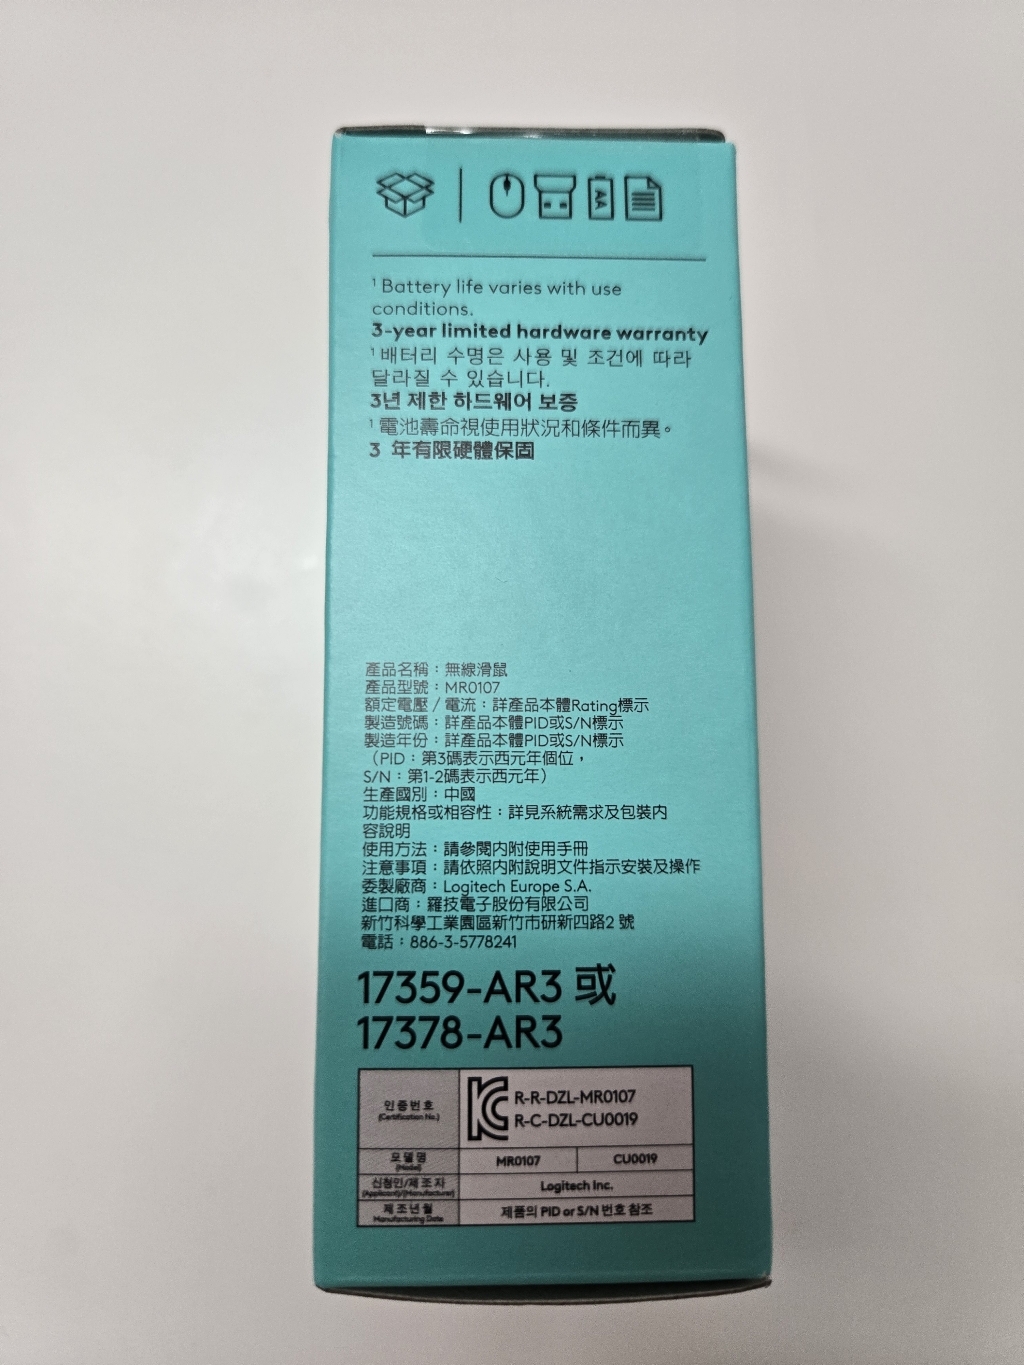 AA
¹ Battery life varies with use
conditions.
3-year limited hardware warranty
¹ 배터리 수명은 사용 및 조건에 따라
달라질 수 있습니다.
3년 제한 하드웨어 보증
¹ 電池壽命視使用狀況和條件而異。
3 年有限硬體保固
產品名稱：無線滑鼠
產品型號：MR0107
額定電壓 / 電流：詳產品本體Rating標示
製造號碼：詳產品本體PID或S/N標示
製造年份：詳產品本體PID或S/N標示
（PID：第3碼表示西元年個位，
S/N：第1-2碼表示西元年）
生產國別：中國
功能規格或相容性：詳見系統需求及包裝內
容說明
使用方法：請參閱內附使用手冊
注意事項：請依照內附說明文件指示安裝及操作
委製廠商：Logitech Europe S.A.
進口商：羅技電子股份有限公司
新竹科學工業園區新竹市研新四路2 號
電話：886-3-5778241
17359-AR3 或
17378-AR3
인증번호
(Certification No.)
R-R-DZL-MR0107
R-C-DZL-CU0019
모델명
(Model)
MR0107
CU0019
신청인/제조자
(Applicant)/(Manufacturer)
Logitech Inc.
제조년월
Manufacturing Date
제품의 PID or S/N 번호 참조